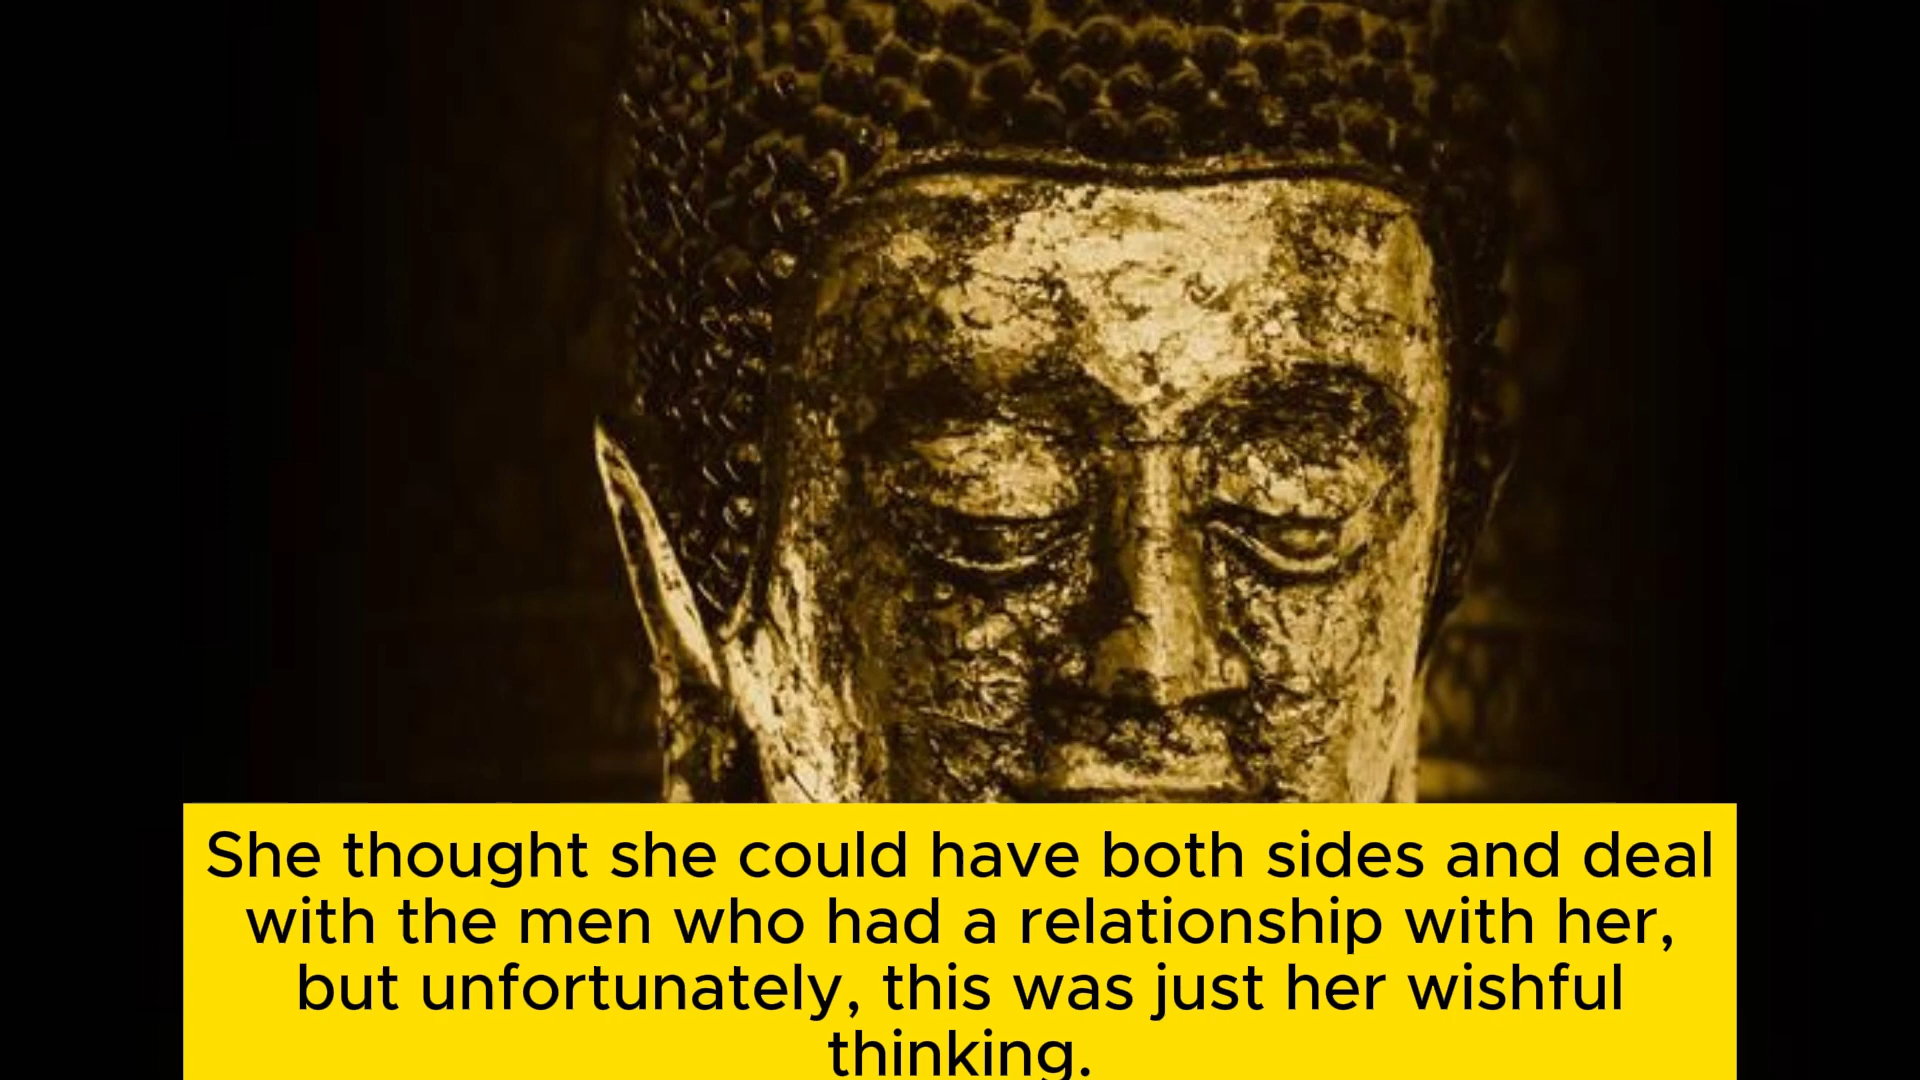 She thought she could have both sides and deal
with the men who had a relationship with her,
but unfortunately, this was just her wishful
thinking.